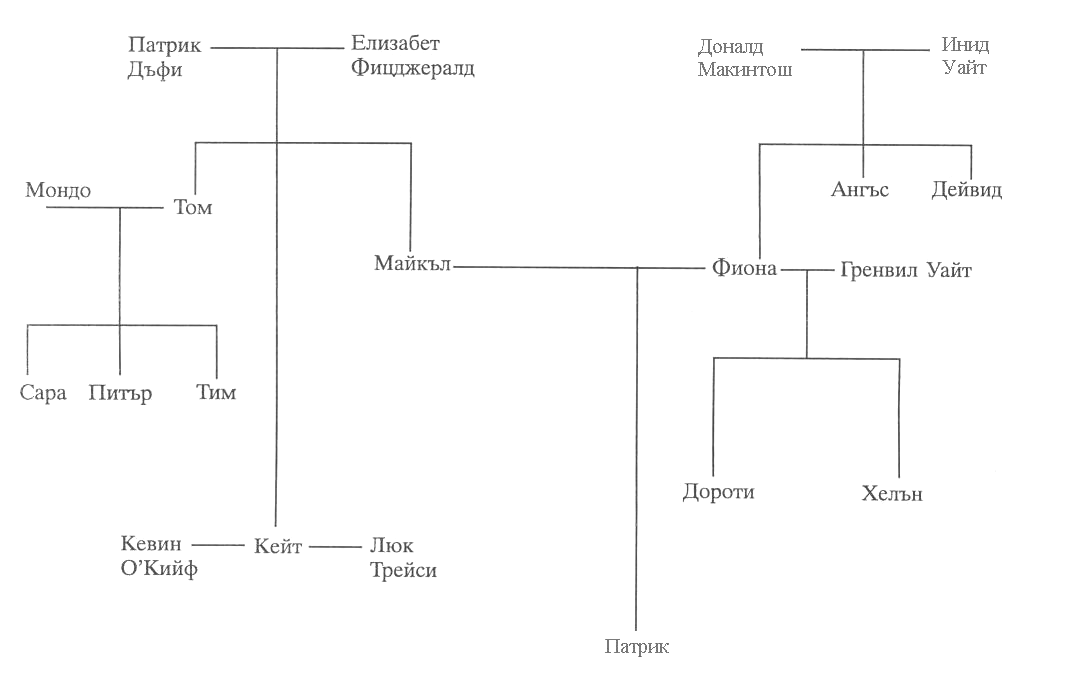 Патрик
Дъфи
Елизабет
Фицджералд
Доналд
Макинтош
Инид
Уайт
Мондо
Том
Ангъс
Дейвид
Майкъл
Фиона
Гренвил Уайт
Сара
Питър
Тим
Дороти
Хелън
Кевин
О’Кийф
Кейт
Люк
Трейси
Патрик